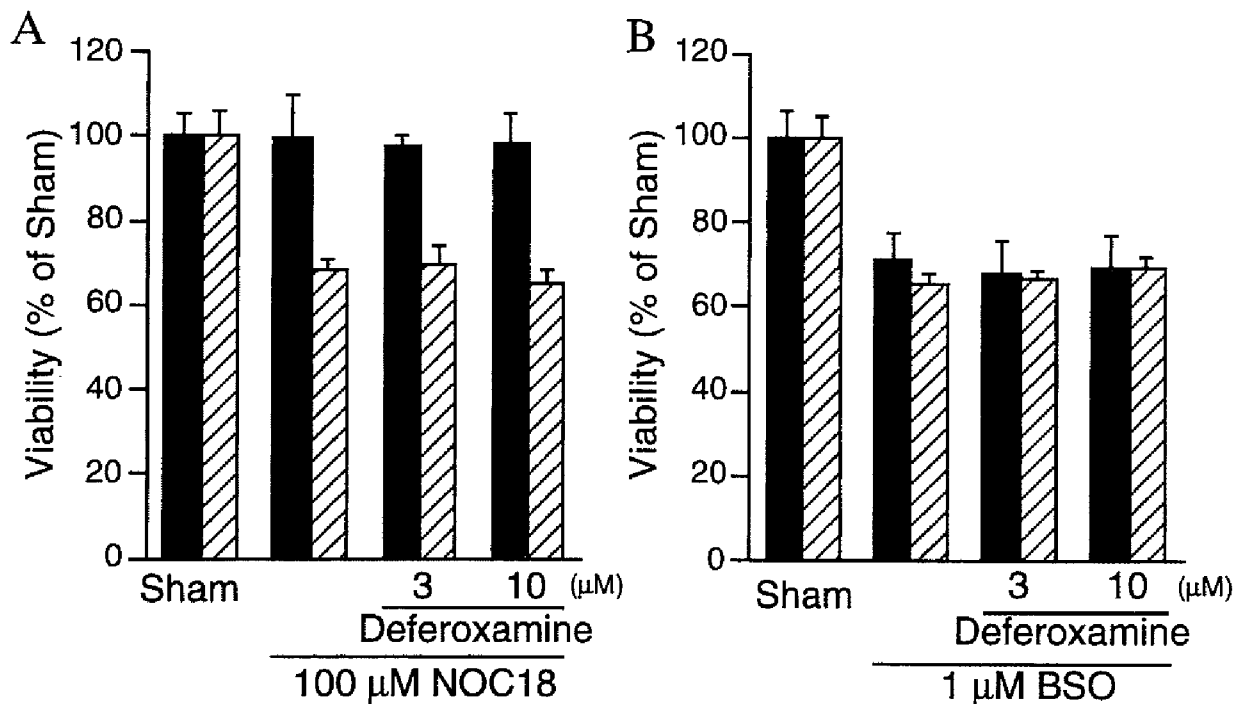 A
Viability (% of Sham)
120
100
80
60
40
20
0
Sham
3
10
(μM)
Deferoxamine
100 μM NOC18
B
Viability (% of Sham)
120
100
80
60
40
20
0
Sham
3
10
(μM)
Deferoxamine
1 μM BSO